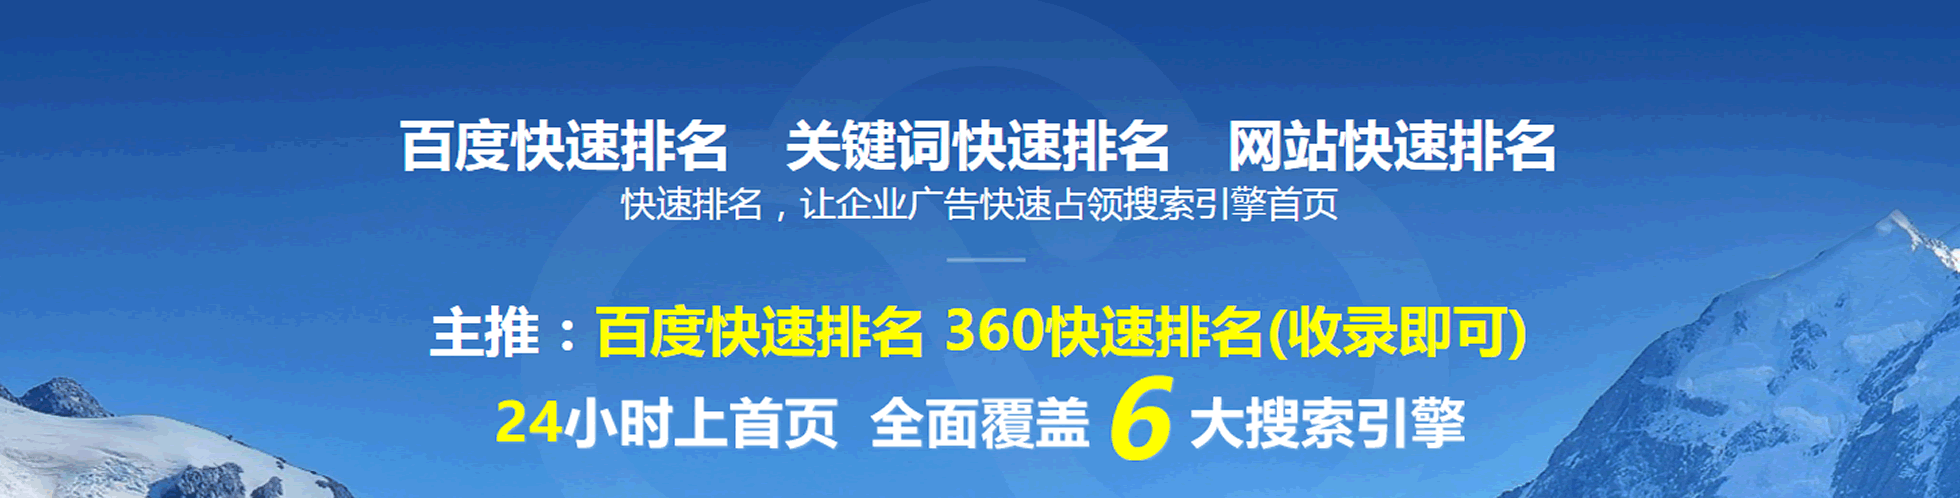 百度快速排名 关键词快速排名 网站快速排名
快速排名，让企业广告快速占领搜索引擎首页
主推：百度快速排名 360快速排名(收录即可)
24小时上首页 全面覆盖 6 大搜索引擎